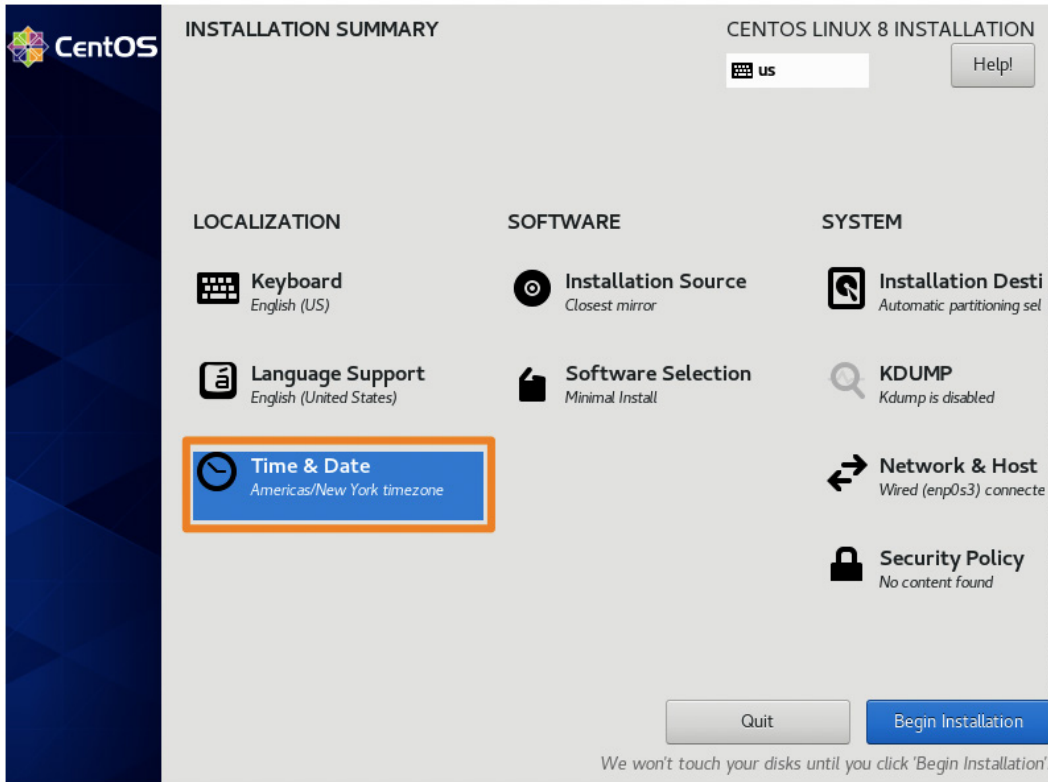 CentOS
INSTALLATION SUMMARY
CENTOS LINUX 8 INSTALLATION
us
Help!
LOCALIZATION
Keyboard
English (US)
Language Support
English (United States)
Time & Date
Americas/New York timezone
SOFTWARE
Installation Source
Closest mirror
Software Selection
Minimal Install
SYSTEM
Installation Desti
Automatic partitioning sel
KDUMP
Kdump is disabled
Network & Host
Wired (enp0s3) connecte
Security Policy
No content found
Quit
Begin Installation
We won't touch your disks until you click 'Begin Installation'